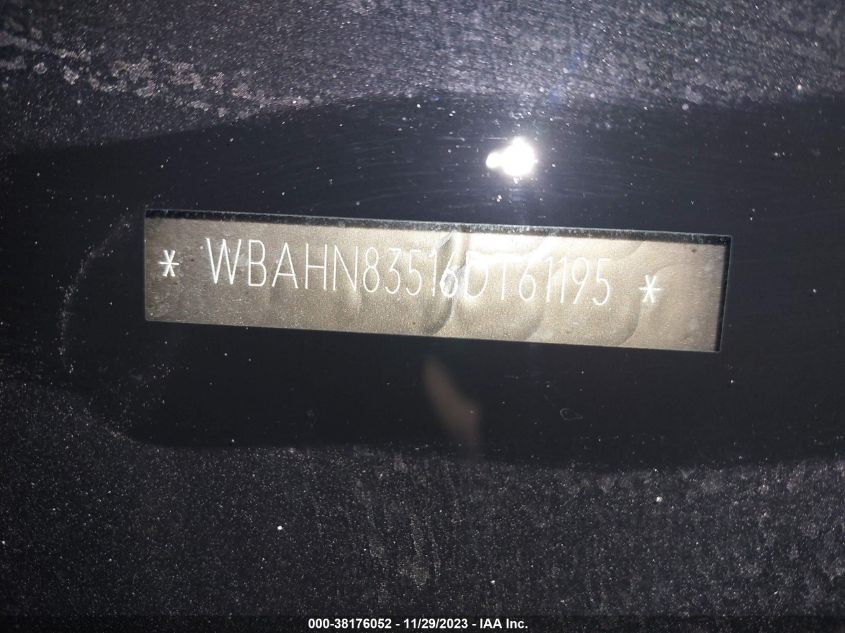 * WBAHN83516DT61195 *
000-38176052 - 11/29/2023 - IAA Inc.